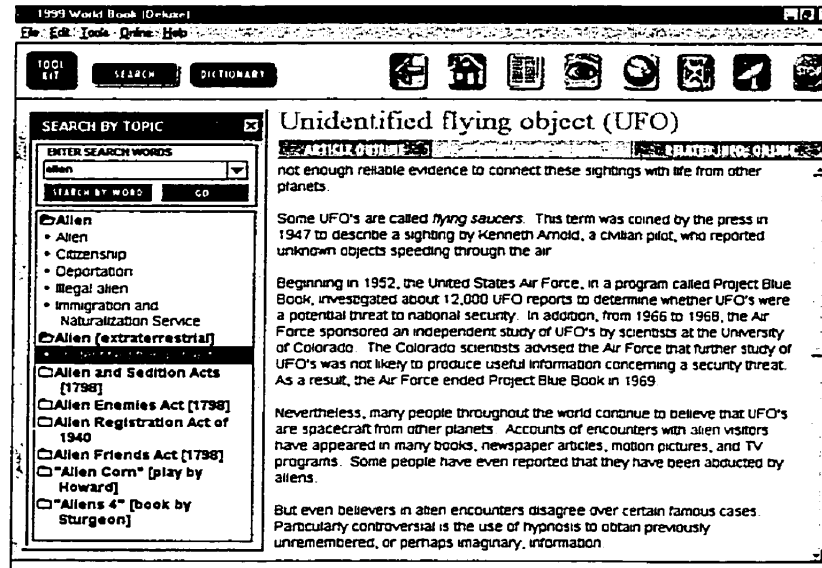 1999 World Book (Deluxe)
File Edit Tools Online Help
TOOL KIT SEARCH DICTIONARY
SEARCH BY TOPIC
ENTER SEARCH WORDS
alien
SEARCH BY WORD GO
Alien
• Alien
• Citizenship
• Deportation
• Illegal alien
• Immigration and
Naturalization Service
Alien [extraterrestrial]
Alien and Sedition Acts
[1798]
Alien Enemies Act [1798]
Alien Registration Act of
1940
Alien Friends Act [1798]
"Alien Corn" [play by
Howard]
"Aliens 4" [book by
Sturgeon]
Unidentified flying object (UFO)
ARTICLE OUTLINE RELATED INFO ONLINE
not enough reliable evidence to connect these sightings with life from other
planets.
Some UFO's are called flying saucers. This term was coined by the press in
1947 to describe a sighting by Kenneth Arnold, a civilian pilot, who reported
unknown objects speeding through the air
Beginning in 1952, the United States Air Force, in a program called Project Blue
Book, investigated about 12,000 UFO reports to determine whether UFO's were
a potential threat to national security. In addition, from 1966 to 1968, the Air
Force sponsored an independent study of UFO's by scientists at the University
of Colorado. The Colorado scientists advised the Air Force that further study of
UFO's was not likely to produce useful information concerning a security threat.
As a result, the Air Force ended Project Blue Book in 1969
Nevertheless, many people throughout the world continue to believe that UFO's
are spacecraft from other planets. Accounts of encounters with alien visitors
have appeared in many books, newspaper articles, motion pictures, and TV
programs. Some people have even reported that they have been abducted by
aliens.
But even believers in alien encounters disagree over certain famous cases.
Particularly controversial is the use of hypnosis to obtain previously
unremembered, or perhaps imaginary, information